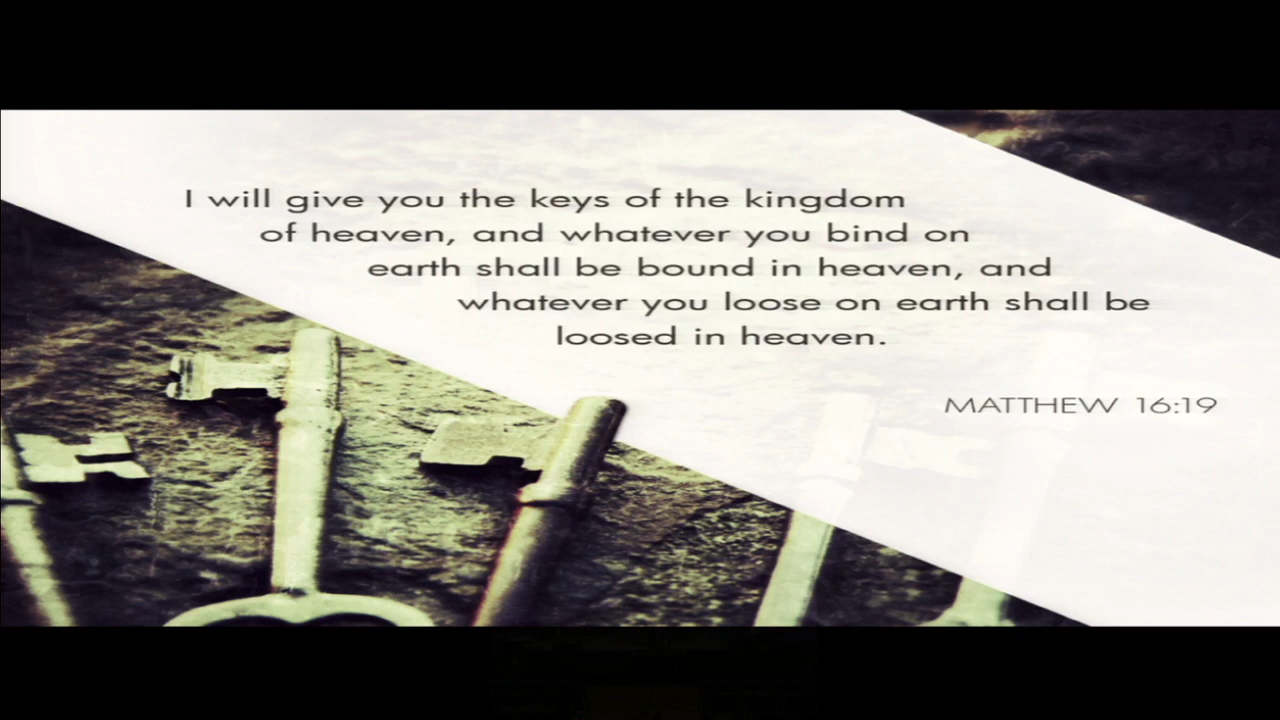 I will give you the keys of the kingdom
of heaven, and whatever you bind on
earth shall be bound in heaven, and
whatever you loose on earth shall be
loosed in heaven.
MATTHEW 16:19